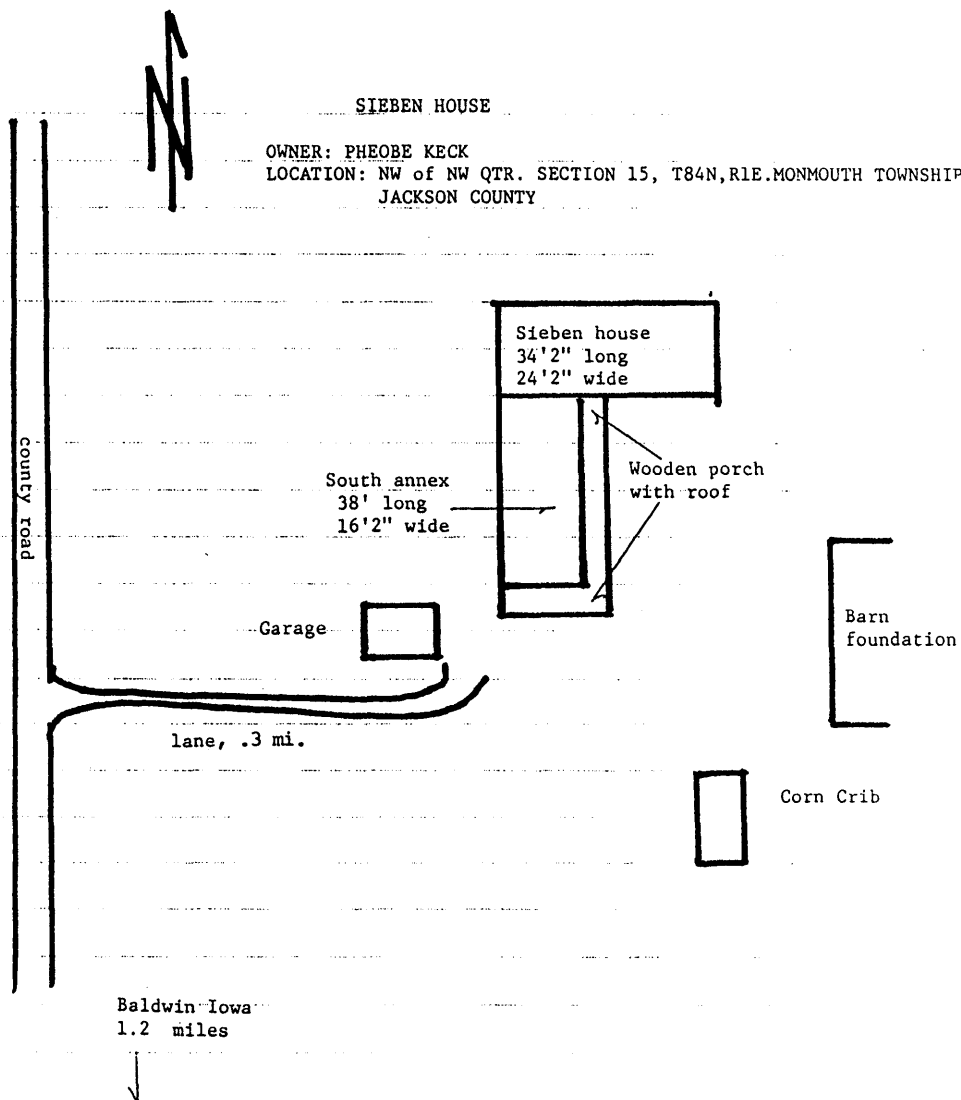 N
SIEBEN HOUSE
OWNER: PHEOBE KECK
LOCATION: NW of NW QTR. SECTION 15, T84N,R1E.MONMOUTH TOWNSHIP
JACKSON COUNTY
Sieben house
34'2" long
24'2" wide
county road
South annex
38' long
16'2" wide
Wooden porch
with roof
Garage
Barn
foundation
lane, .3 mi.
Corn Crib
Baldwin Iowa
1.2 miles